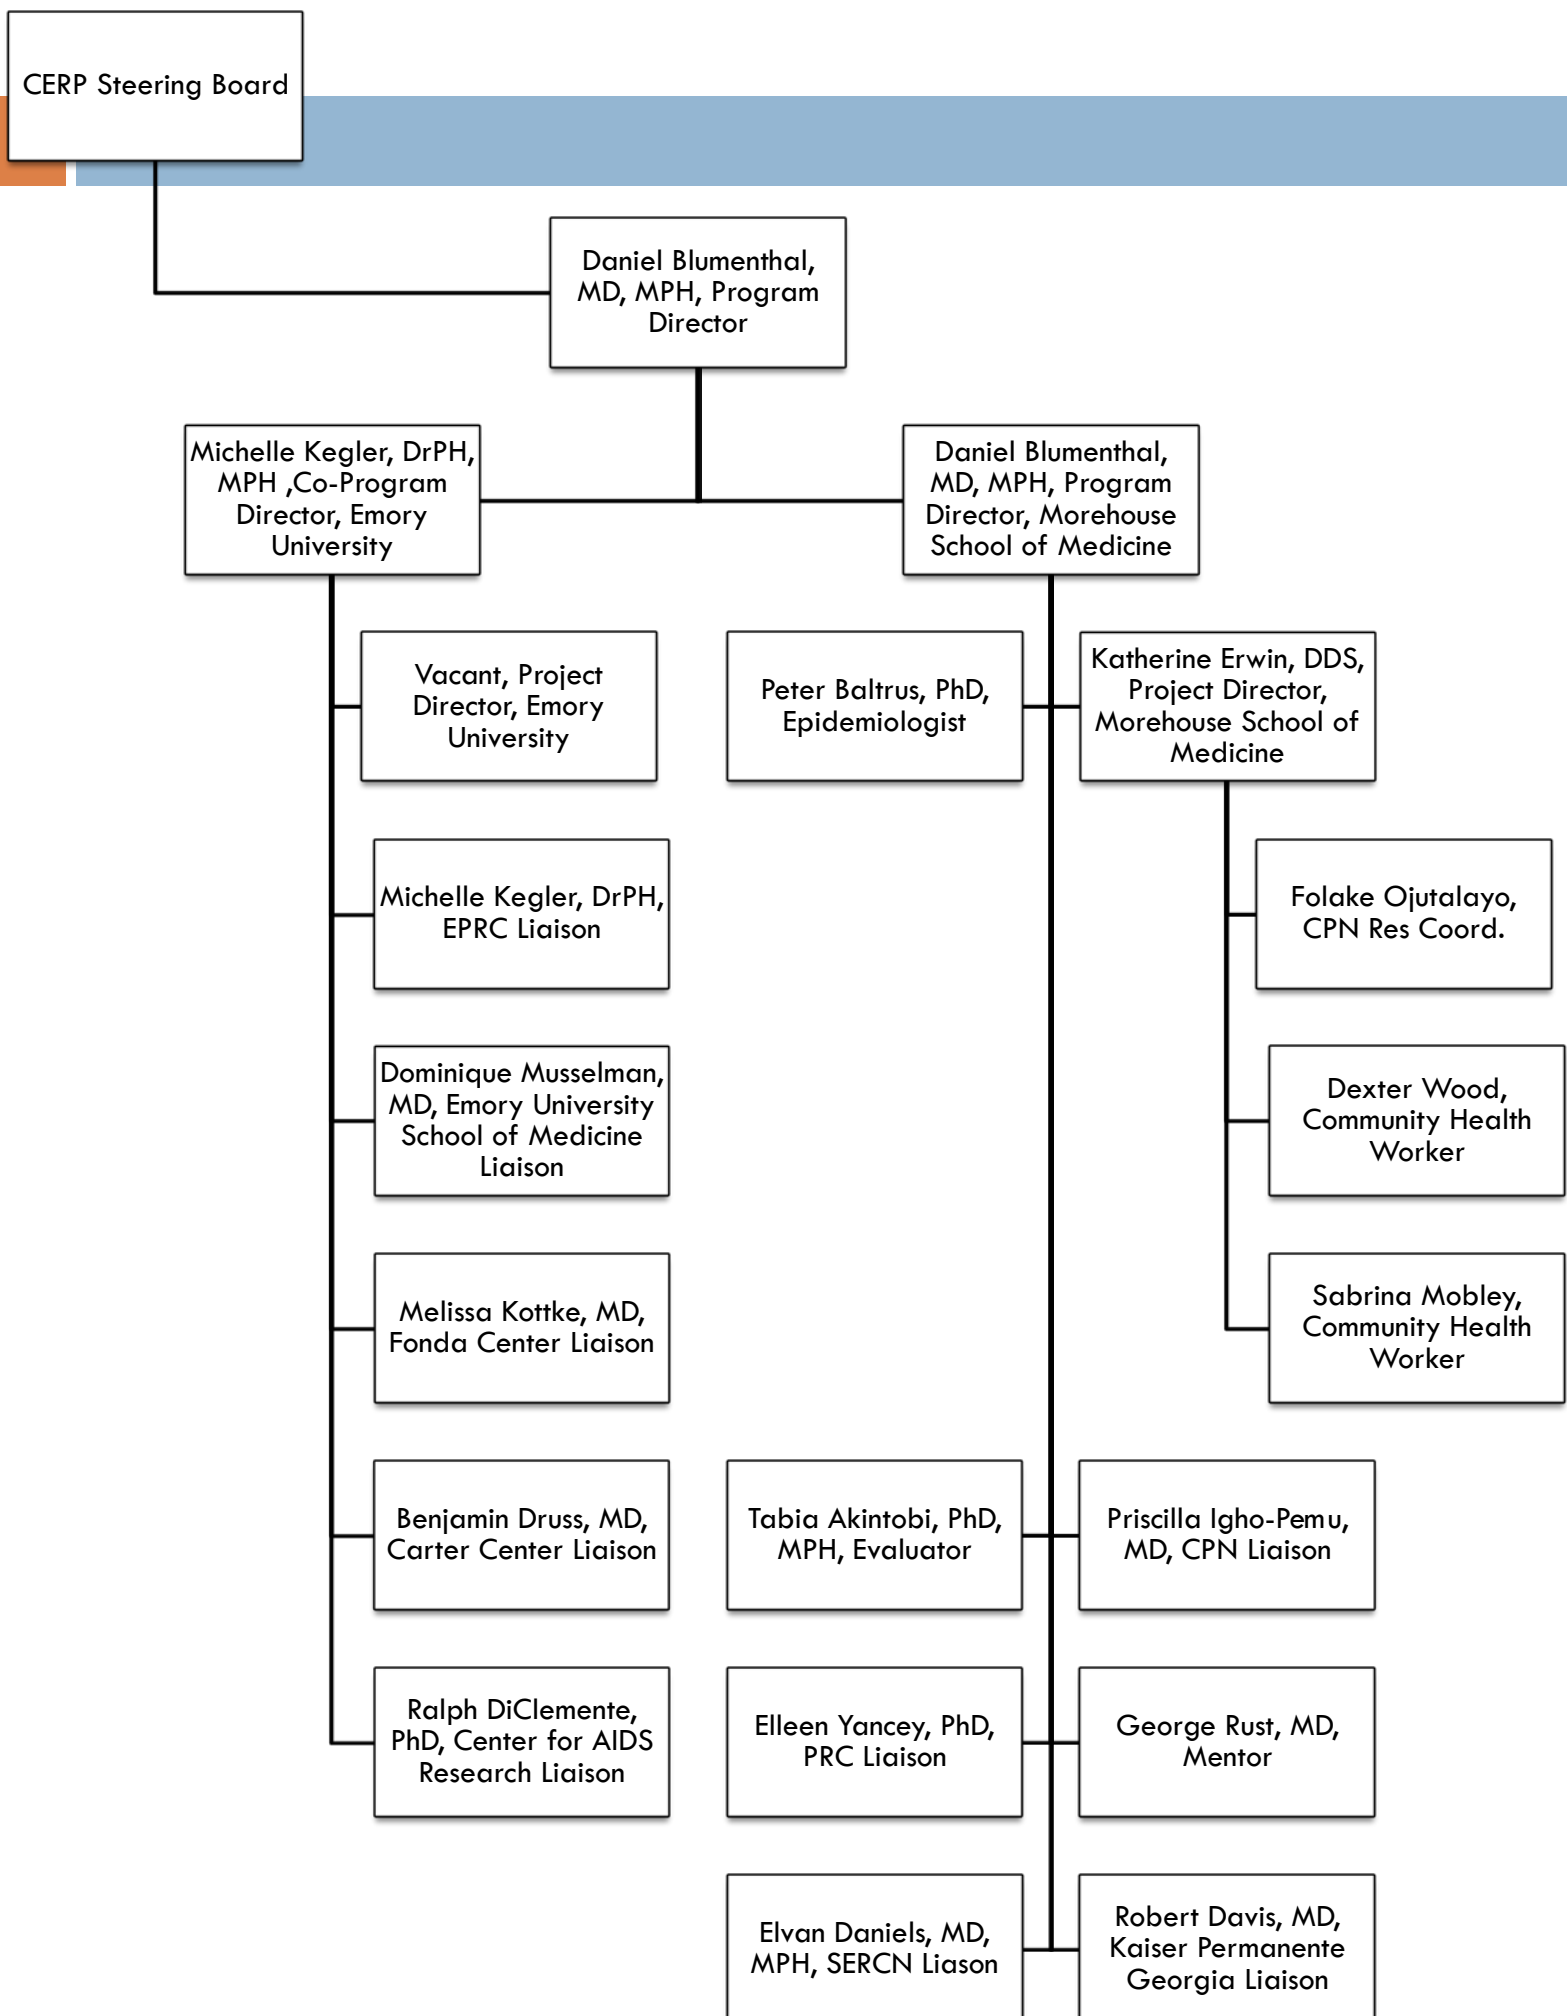 CERP Steering Board
Daniel Blumenthal,
MD, MPH, Program
Director
Michelle Kegler, DrPH,
MPH ,Co-Program
Director, Emory
University
Daniel Blumenthal,
MD, MPH, Program
Director, Morehouse
School of Medicine
Vacant, Project
Director, Emory
University
Peter Baltrus, PhD,
Epidemiologist
Katherine Erwin, DDS,
Project Director,
Morehouse School of
Medicine
Michelle Kegler, DrPH,
EPRC Liaison
Folake Ojutalayo,
CPN Res Coord.
Dominique Musselman,
MD, Emory University
School of Medicine
Liaison
Dexter Wood,
Community Health
Worker
Melissa Kottke, MD,
Fonda Center Liaison
Sabrina Mobley,
Community Health
Worker
Benjamin Druss, MD,
Carter Center Liaison
Tabia Akintobi, PhD,
MPH, Evaluator
Priscilla Igho-Pemu,
MD, CPN Liaison
Ralph DiClemente,
PhD, Center for AIDS
Research Liaison
Elleen Yancey, PhD,
PRC Liaison
George Rust, MD,
Mentor
Elvan Daniels, MD,
MPH, SERCN Liason
Robert Davis, MD,
Kaiser Permanente
Georgia Liaison